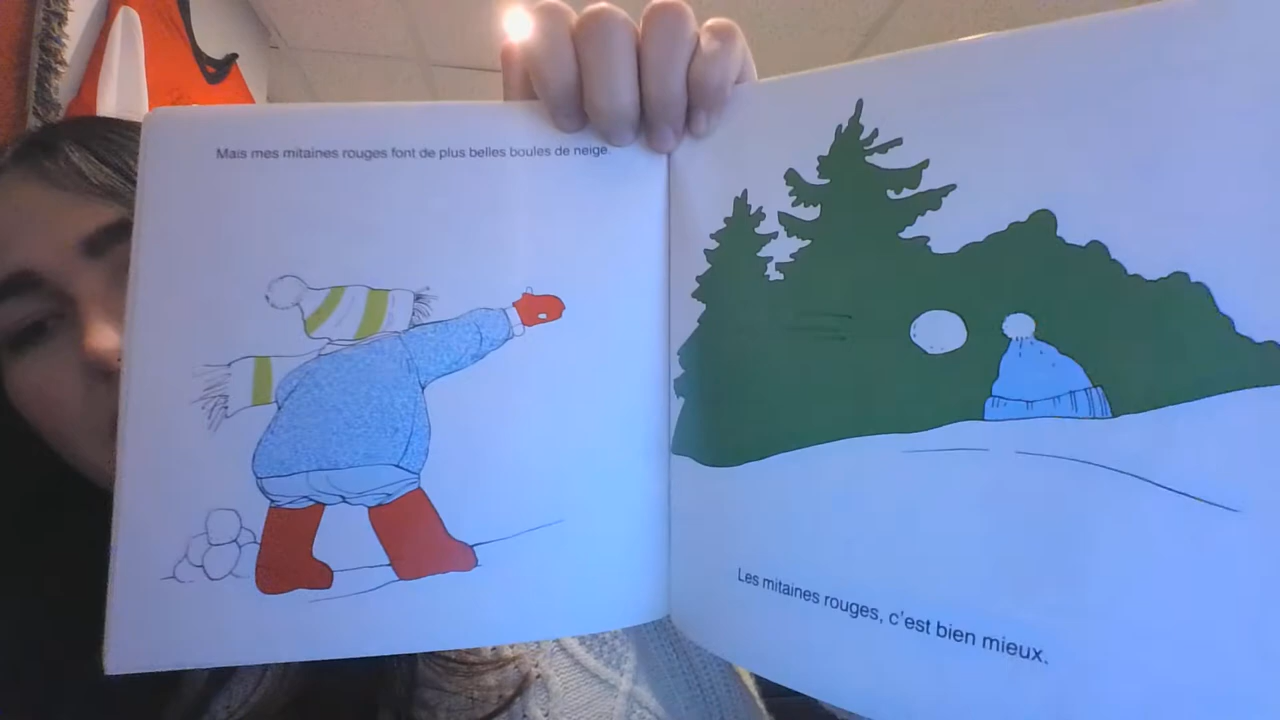 Mais mes mitaines rouges font de plus belles boules de neige.
Les mitaines rouges, c'est bien mieux.